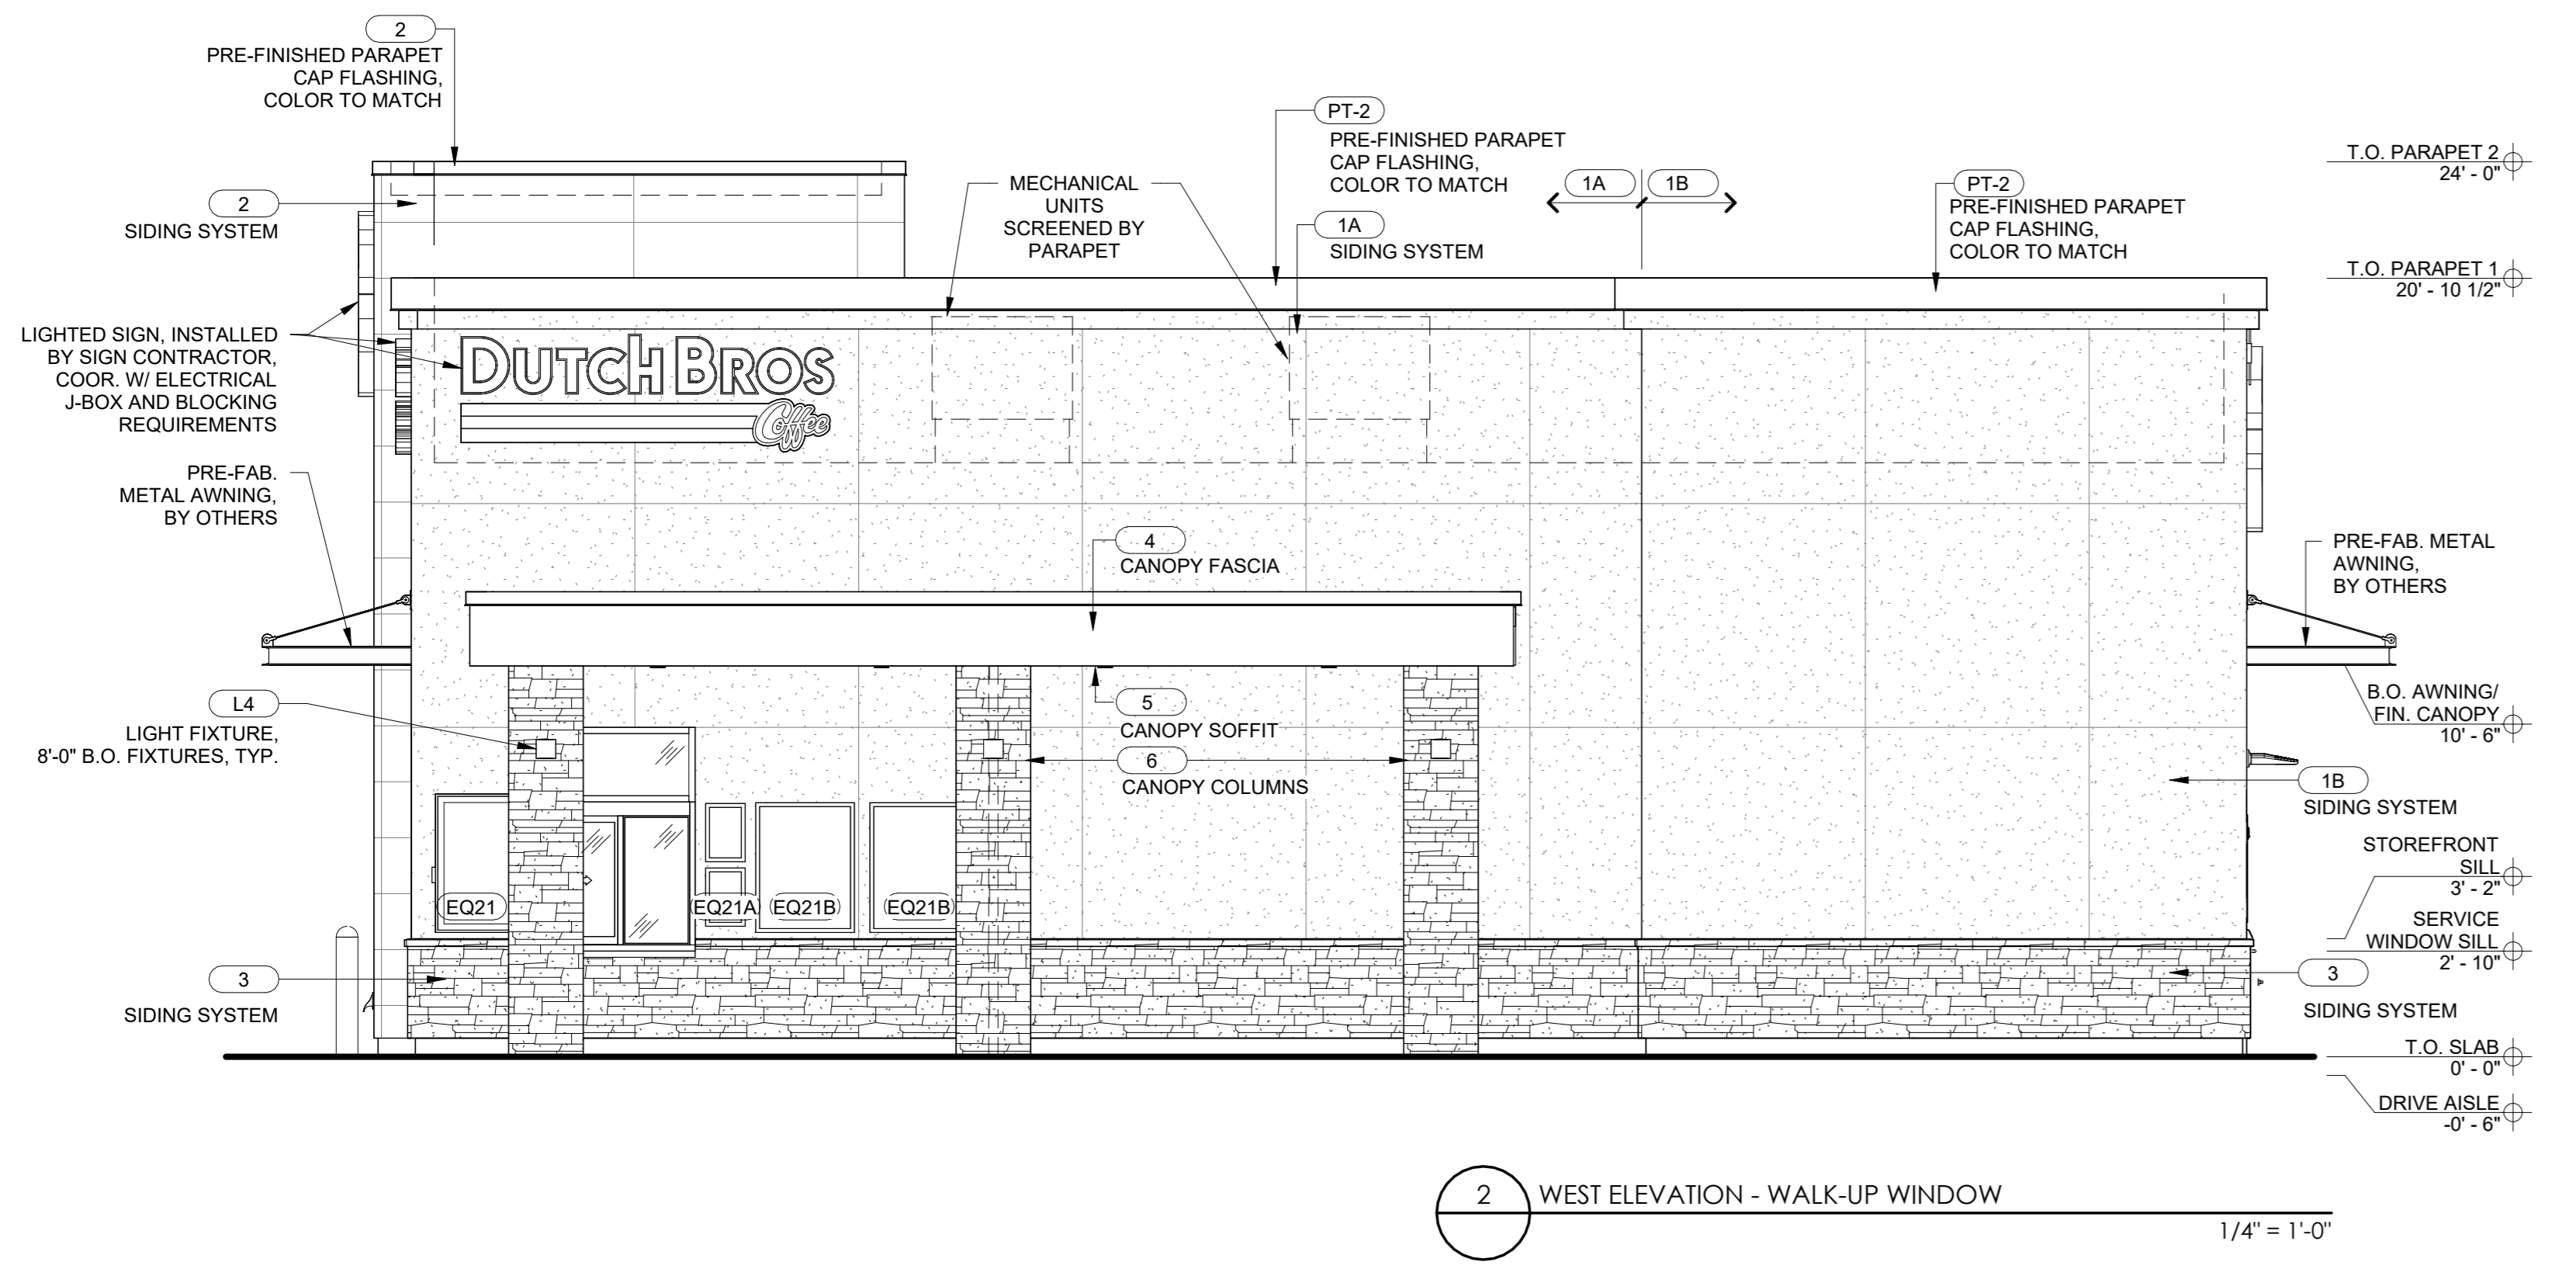 2
PRE-FINISHED PARAPET
CAP FLASHING,
COLOR TO MATCH
2
SIDING SYSTEM
LIGHTED SIGN, INSTALLED
BY SIGN CONTRACTOR,
COOR. W/ ELECTRICAL
J-BOX AND BLOCKING
REQUIREMENTS
PRE-FAB.
METAL AWNING,
BY OTHERS
L4
LIGHT FIXTURE,
8'-0" B.O. FIXTURES, TYP.
3
SIDING SYSTEM
DUTCH BROS
Coffee
MECHANICAL
UNITS
SCREENED BY
PARAPET
PT-2
PRE-FINISHED PARAPET
CAP FLASHING,
COLOR TO MATCH
1A
SIDING SYSTEM
1A
1B
PT-2
PRE-FINISHED PARAPET
CAP FLASHING,
COLOR TO MATCH
4
CANOPY FASCIA
5
CANOPY SOFFIT
6
CANOPY COLUMNS
EQ21
EQ21A
EQ21B
EQ21B
T.O. PARAPET 2
24' - 0"
T.O. PARAPET 1
20' - 10 1/2"
PRE-FAB. METAL
AWNING,
BY OTHERS
B.O. AWNING/
FIN. CANOPY
10' - 6"
1B
SIDING SYSTEM
STOREFRONT
SILL
3' - 2"
SERVICE
WINDOW SILL
2' - 10"
3
SIDING SYSTEM
T.O. SLAB
0' - 0"
DRIVE AISLE
-0' - 6"
2
WEST ELEVATION - WALK-UP WINDOW
1/4" = 1'-0"